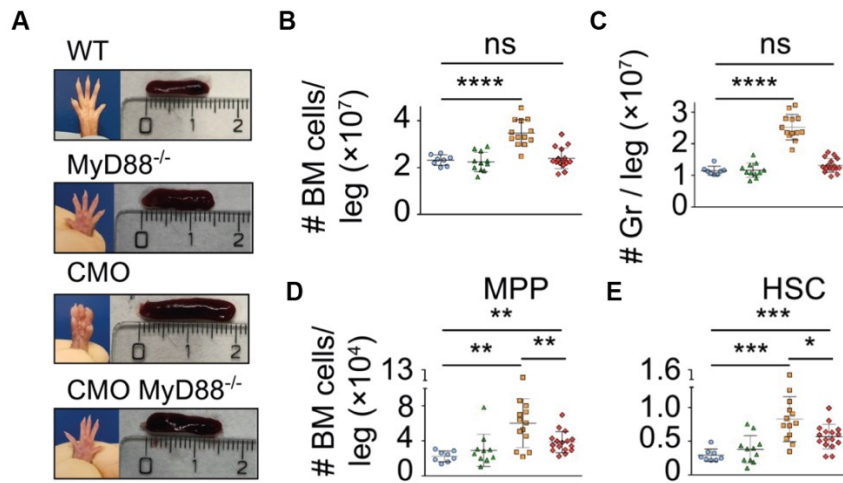 A
WT
0 1 2
MyD88⁻/⁻
0 1 2
CMO
0 1 2
CMO MyD88⁻/⁻
0 1 2
B
ns
****
# BM cells/
leg (×10⁷)
4
2
0
C
ns
****
# Gr / leg (×10⁷)
3
2
1
0
D
MPP
**
**
**
# BM cells/
leg (×10⁴)
13
8
4
0
E
HSC
***
***
*
1.6
1.0
0.5
0